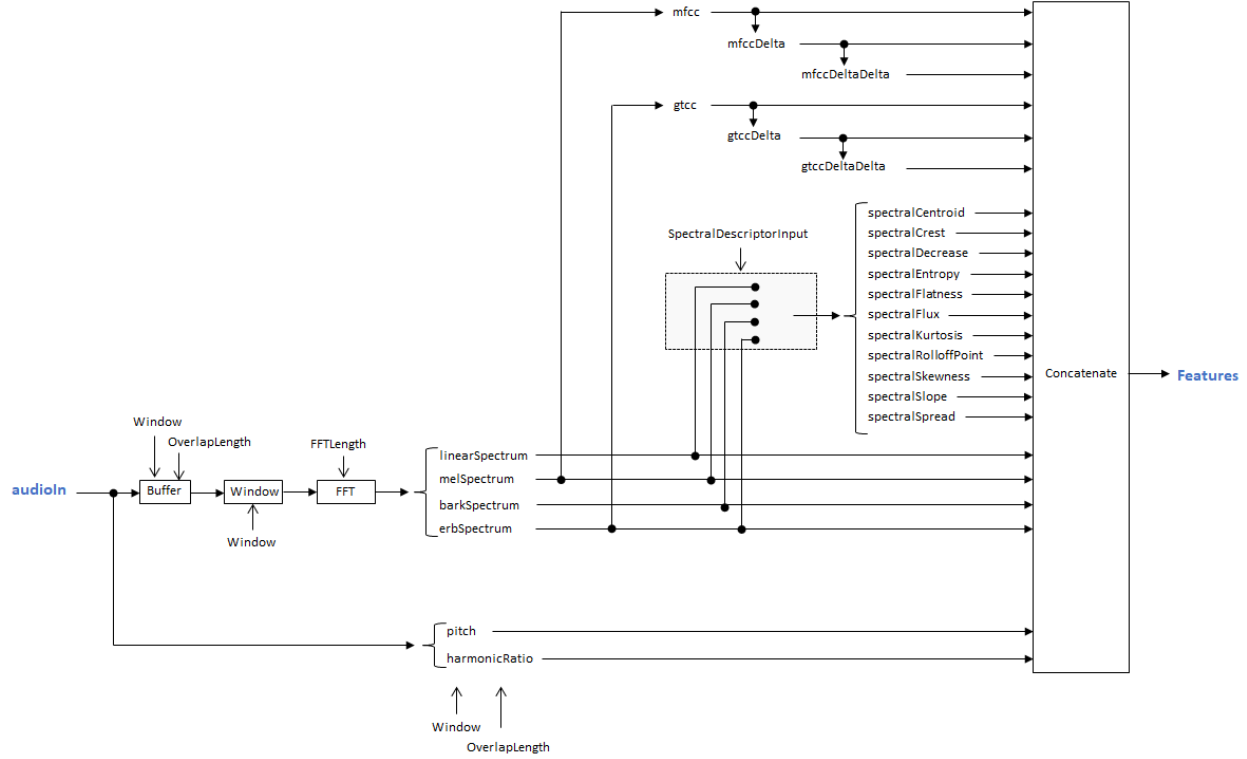 mfcc
mfccDelta
mfccDeltaDelta
gtcc
gtccDelta
gtccDeltaDelta
SpectralDescriptorInput
spectralCentroid
spectralCrest
spectralDecrease
spectralEntropy
spectralFlatness
spectralFlux
spectralKurtosis
spectralRolloffPoint
spectralSkewness
spectralSlope
spectralSpread
Concatenate
Features
Window
OverlapLength
FFTLength
audioIn
Buffer
Window
FFT
Window
linearSpectrum
melSpectrum
barkSpectrum
erbSpectrum
pitch
harmonicRatio
Window
OverlapLength